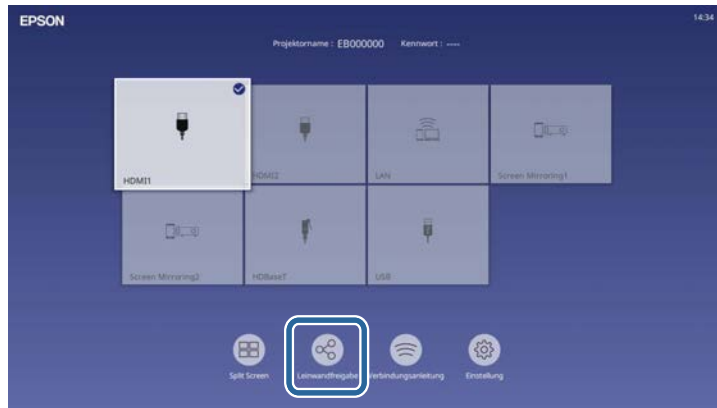 EPSON
14:34
Projektorname : EB000000 Kennwort : ----
HDMI1
HDMI2
LAN
Screen Mirroring1
Screen Mirroring2
HDBaseT
USB
Split Screen
Leinwandfreigabe
Verbindungsanleitung
Einstellung